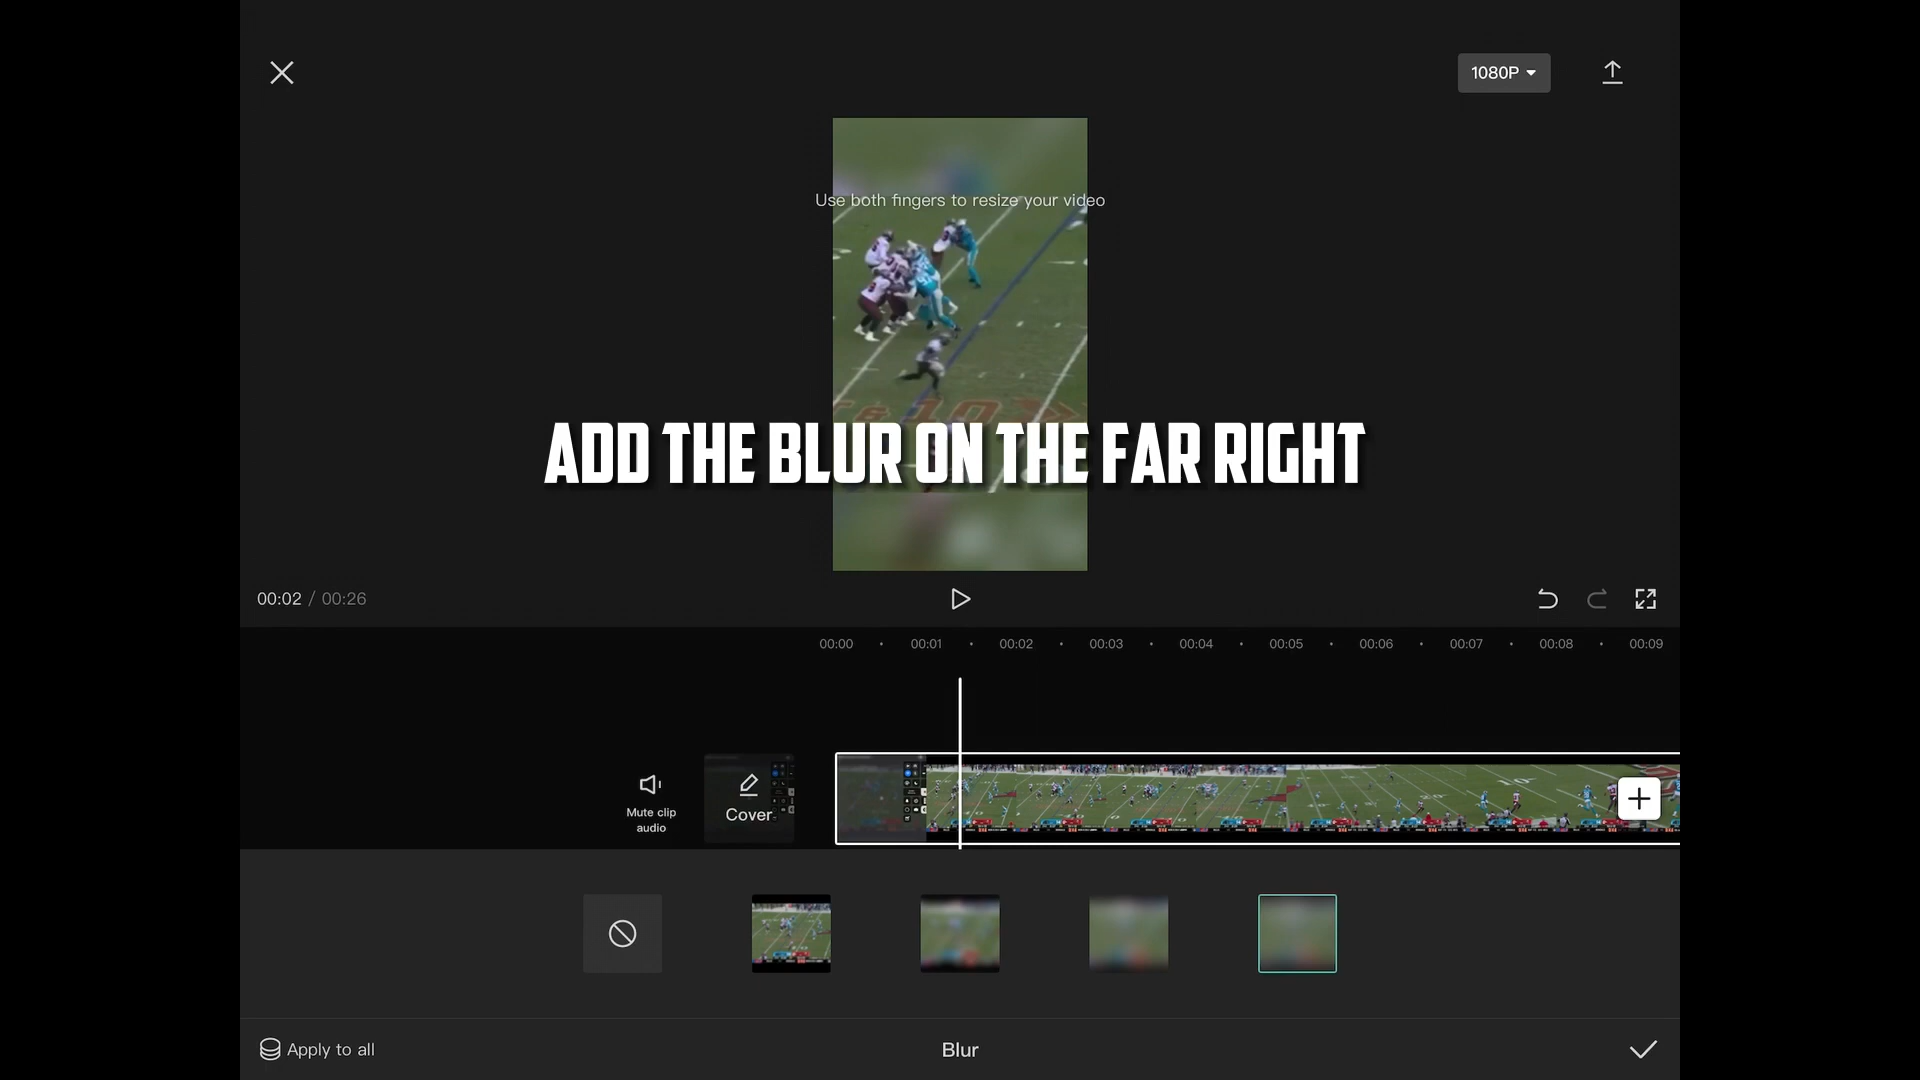 1080P
Use both fingers to resize your video
ADD THE BLUR ON THE FAR RIGHT
00:02 / 00:26
00:00 · 00:01 · 00:02 · 00:03 · 00:04 · 00:05 · 00:06 · 00:07 · 00:08 · 00:09
Mute clip
audio
Cover
Apply to all
Blur